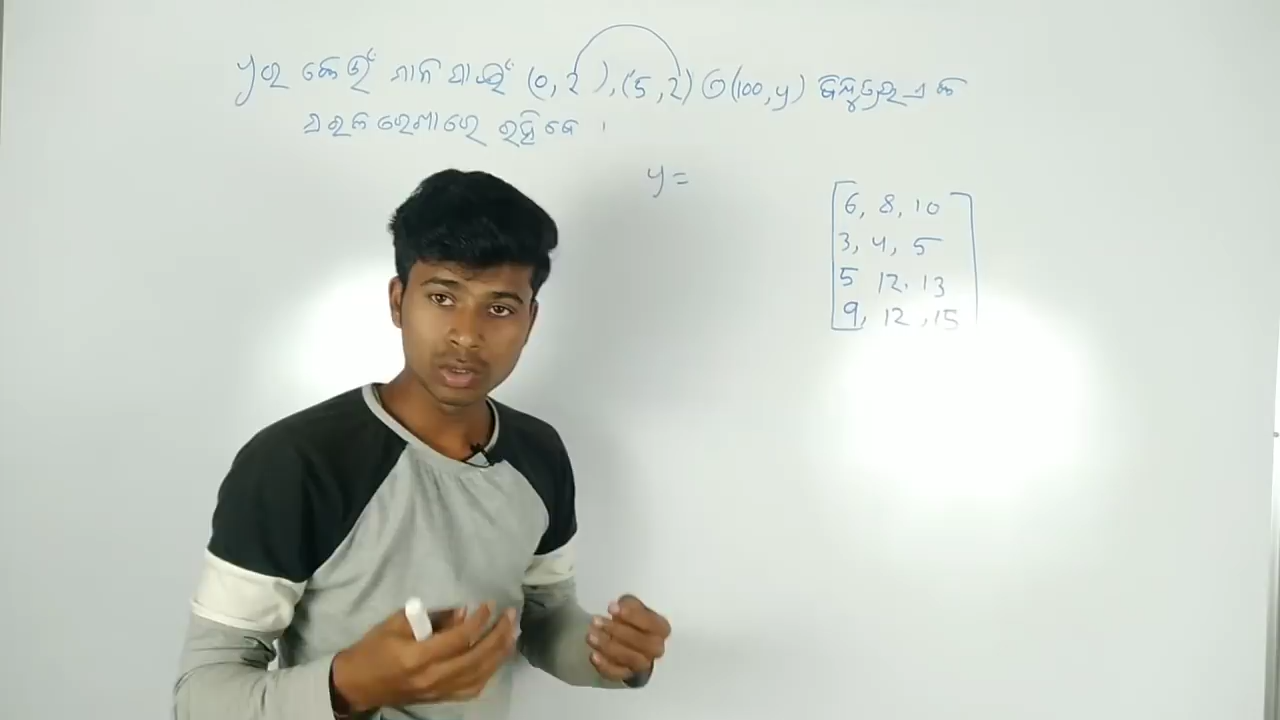 y ର କେଉଁ ମାନ ପାଇଁ (0, 2 ), (5, 2) ଓ (100, y) ବିନ୍ଦୁତ୍ରୟ ଏକ
ସରଳ ରେଖାରେ ରହିବେ ।
y =
6, 8, 10
3, 4, 5
5 12, 13
9, 12, 15